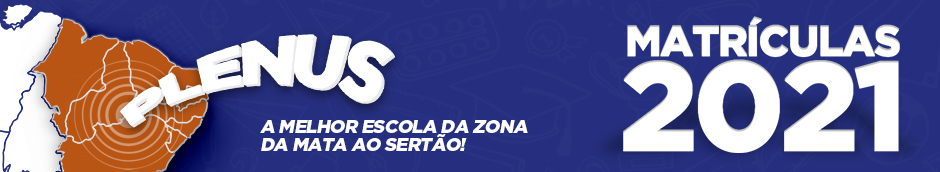 PLENUS
A MELHOR ESCOLA DA ZONA
DA MATA AO SERTÃO!
MATRÍCULAS
2021